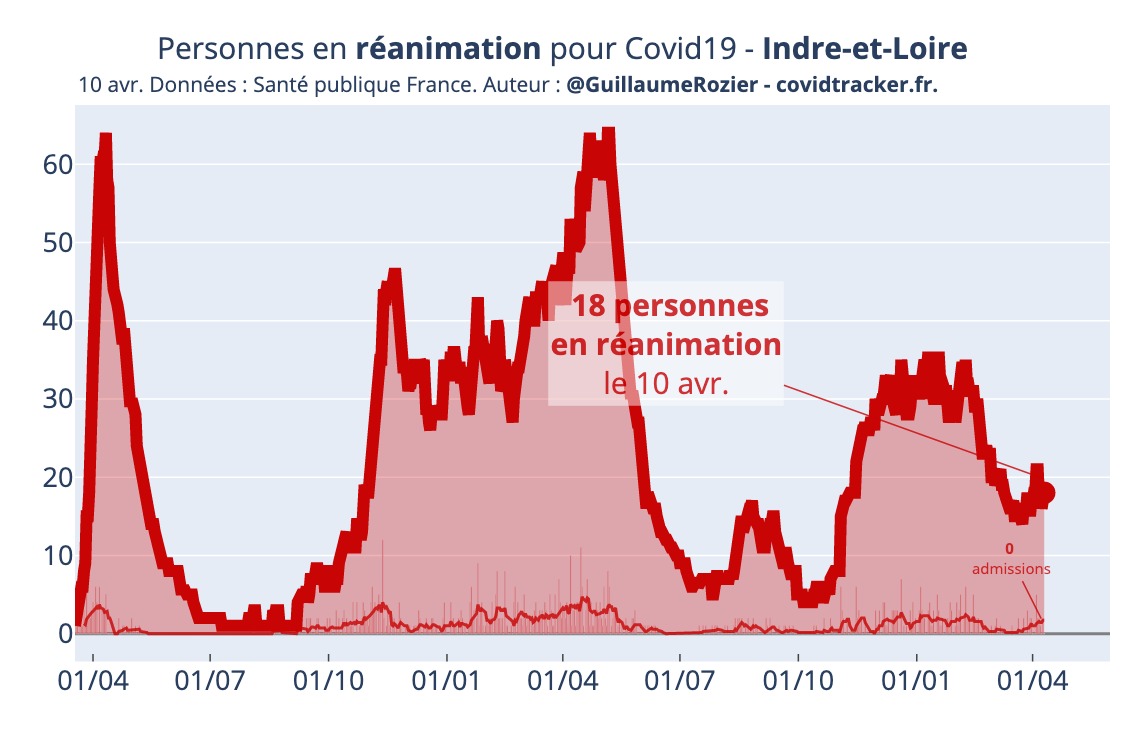 Personnes en réanimation pour Covid19 - Indre-et-Loire
10 avr. Données : Santé publique France. Auteur : @GuillaumeRozier - covidtracker.fr.
60
50
40
30
20
10
0
18 personnes
en réanimation
le 10 avr.
0
admissions
01/04
01/07
01/10
01/01
01/04
01/07
01/10
01/01
01/04